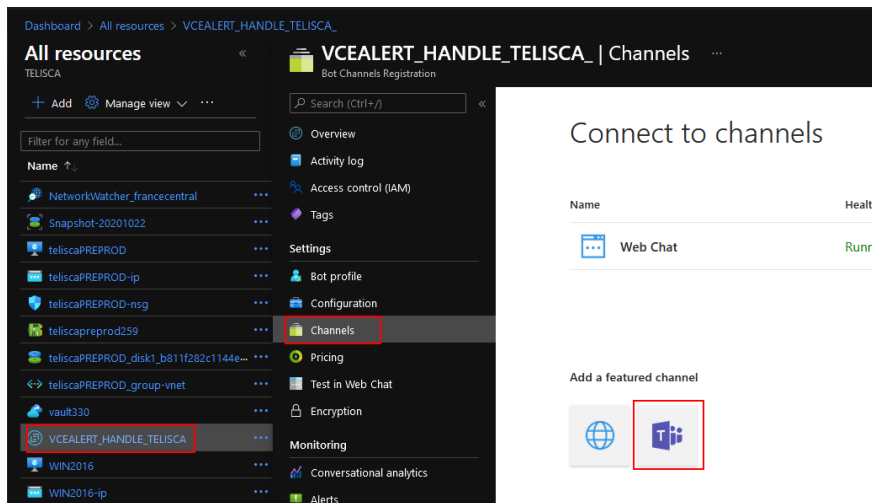 Dashboard > All resources > VCEALERT_HANDLE_TELISCA_
All resources «
TELISCA
+ Add Manage view ...
Filter for any field...
Name ↑↓
NetworkWatcher_francecentral ...
Snapshot-20201022 ...
teliscaPREPROD ...
teliscaPREPROD-ip ...
teliscaPREPROD-nsg ...
teliscapreprod259 ...
teliscaPREPROD_disk1_b811f282c1144e... ...
teliscaPREPROD_group-vnet ...
vault330 ...
VCEALERT_HANDLE_TELISCA ...
WIN2016 ...
WIN2016-ip ...
VCEALERT_HANDLE_TELISCA_ | Channels ...
Bot Channels Registration
Search (Ctrl+/) «
Overview
Activity log
Access control (IAM)
Tags
Settings
Bot profile
Configuration
Channels
Pricing
Test in Web Chat
Encryption
Monitoring
Conversational analytics
Alerts
Connect to channels
Name Healt
Web Chat Runr
Add a featured channel